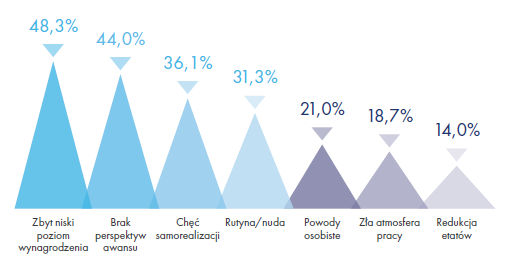 48,3%
44,0%
36,1%
31,3%
21,0%
18,7%
14,0%
Zbyt niski
poziom
wynagrodzenia
Brak
perspektyw
awansu
Chęć
samorealizacji
Rutyna/nuda
Powody
osobiste
Zła atmosfera
pracy
Redukcja
etatów